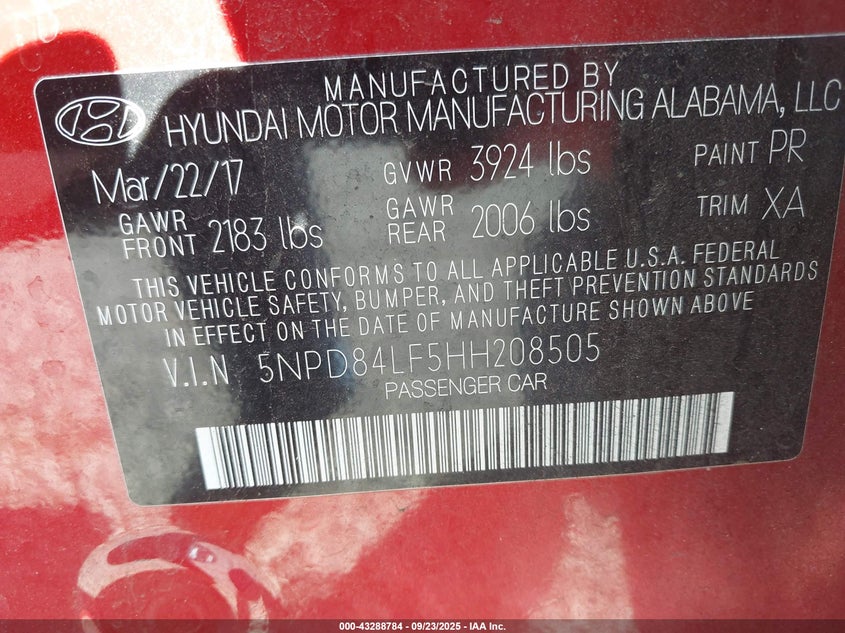 MANUFACTURED BY
HYUNDAI MOTOR MANUFACTURING ALABAMA, LLC
Mar/22/17 GVWR 3924 lbs PAINT PR
GAWR FRONT 2183 lbs GAWR REAR 2006 lbs TRIM XA
THIS VEHICLE CONFORMS TO ALL APPLICABLE U.S.A. FEDERAL
MOTOR VEHICLE SAFETY, BUMPER, AND THEFT PREVENTION STANDARDS
IN EFFECT ON THE DATE OF MANUFACTURE SHOWN ABOVE
V.I.N 5NPD84LF5HH208505
PASSENGER CAR
000-43288784 - 09/23/2025 - IAA Inc.